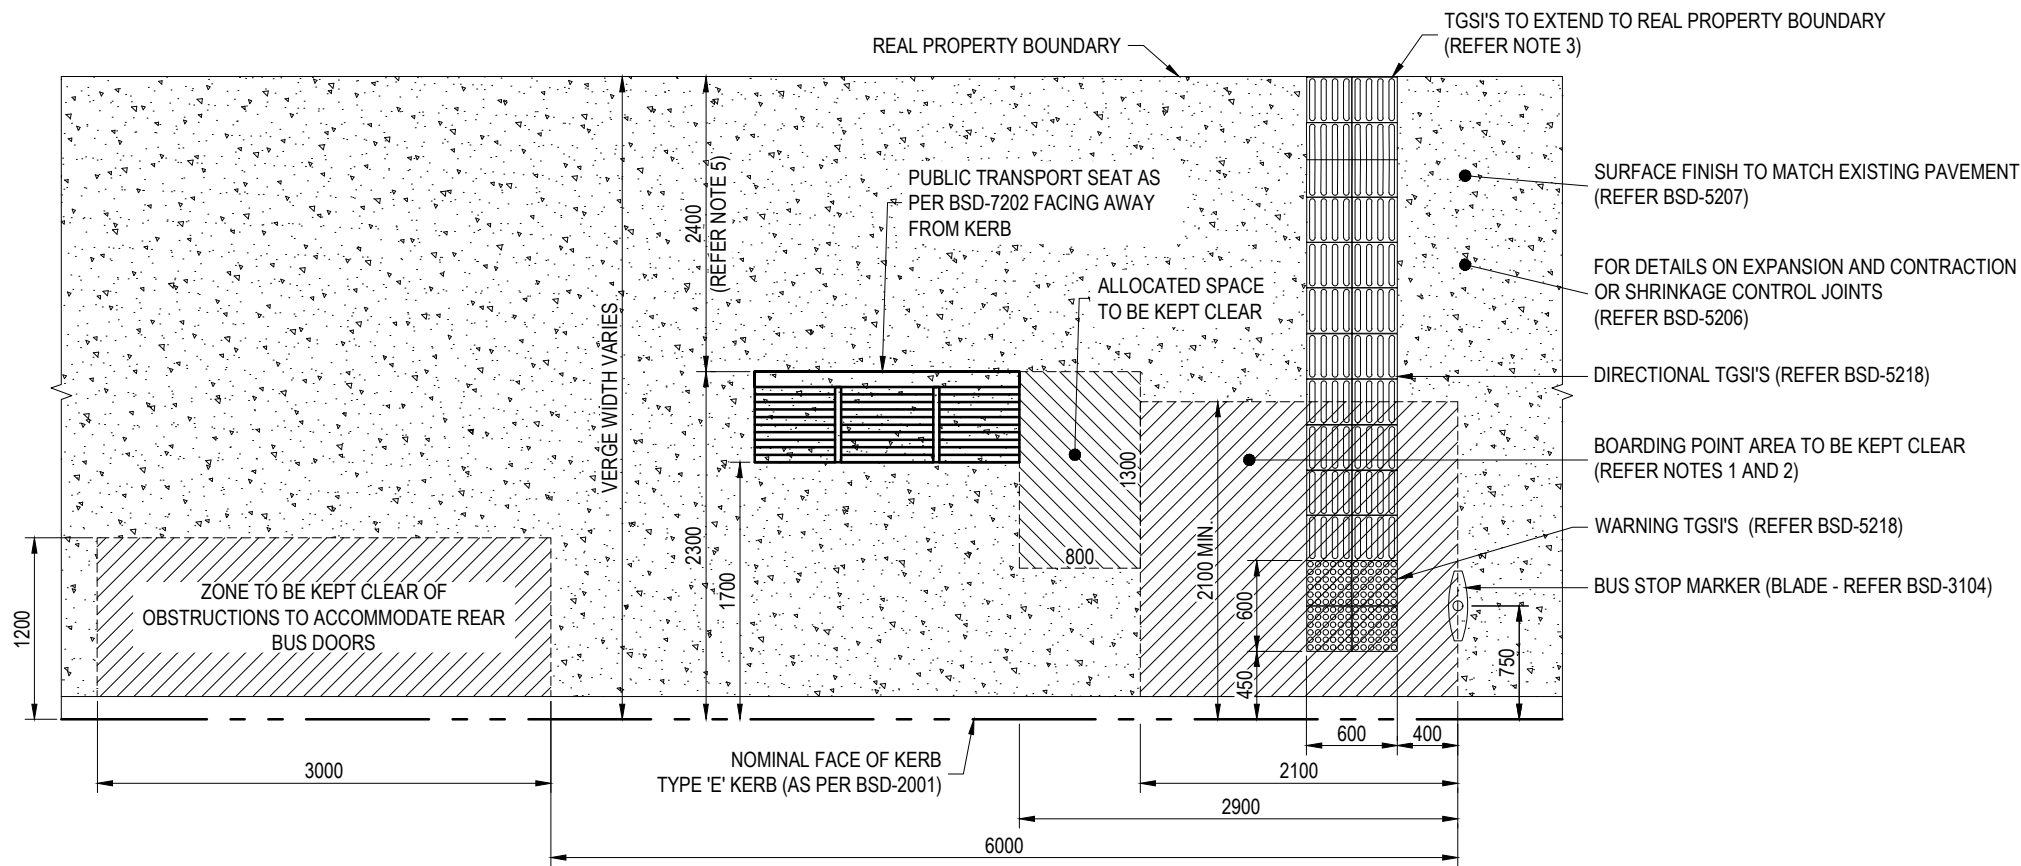 TGSI'S TO EXTEND TO REAL PROPERTY BOUNDARY
(REFER NOTE 3)
REAL PROPERTY BOUNDARY
2400
(REFER NOTE 5)
PUBLIC TRANSPORT SEAT AS
PER BSD-7202 FACING AWAY
FROM KERB
SURFACE FINISH TO MATCH EXISTING PAVEMENT
(REFER BSD-5207)
ALLOCATED SPACE
TO BE KEPT CLEAR
FOR DETAILS ON EXPANSION AND CONTRACTION
OR SHRINKAGE CONTROL JOINTS
(REFER BSD-5206)
DIRECTIONAL TGSI'S (REFER BSD-5218)
VERGE WIDTH VARIES
BOARDING POINT AREA TO BE KEPT CLEAR
(REFER NOTES 1 AND 2)
1300
WARNING TGSI'S  (REFER BSD-5218)
2300
800
2100 MIN.
1700
600
ZONE TO BE KEPT CLEAR OF
OBSTRUCTIONS TO ACCOMMODATE REAR
BUS DOORS
BUS STOP MARKER (BLADE - REFER BSD-3104)
1200
750
450
600
400
NOMINAL FACE OF KERB
TYPE 'E' KERB (AS PER BSD-2001)
3000
2100
2900
6000